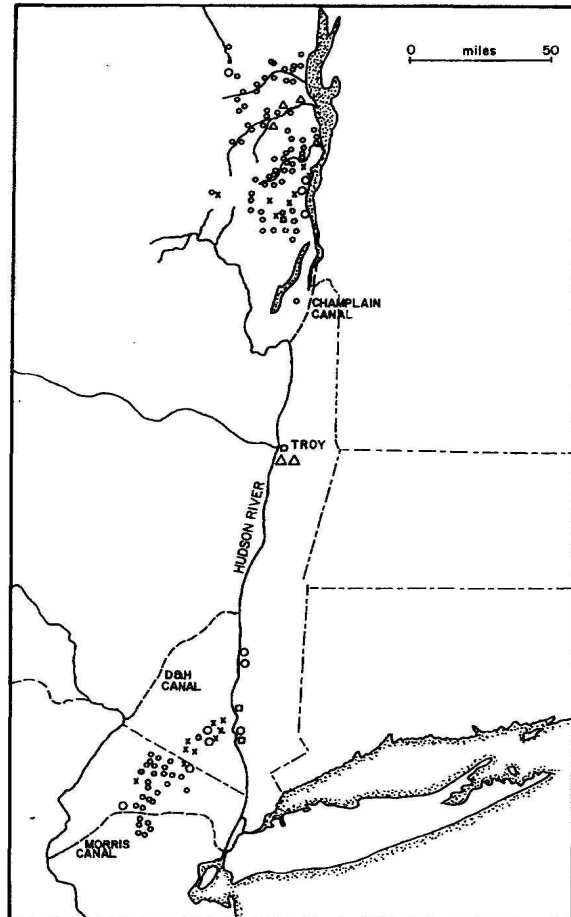 0 miles 50
CHAMPLAIN
CANAL
TROY
HUDSON RIVER
D&H
CANAL
MORRIS
CANAL